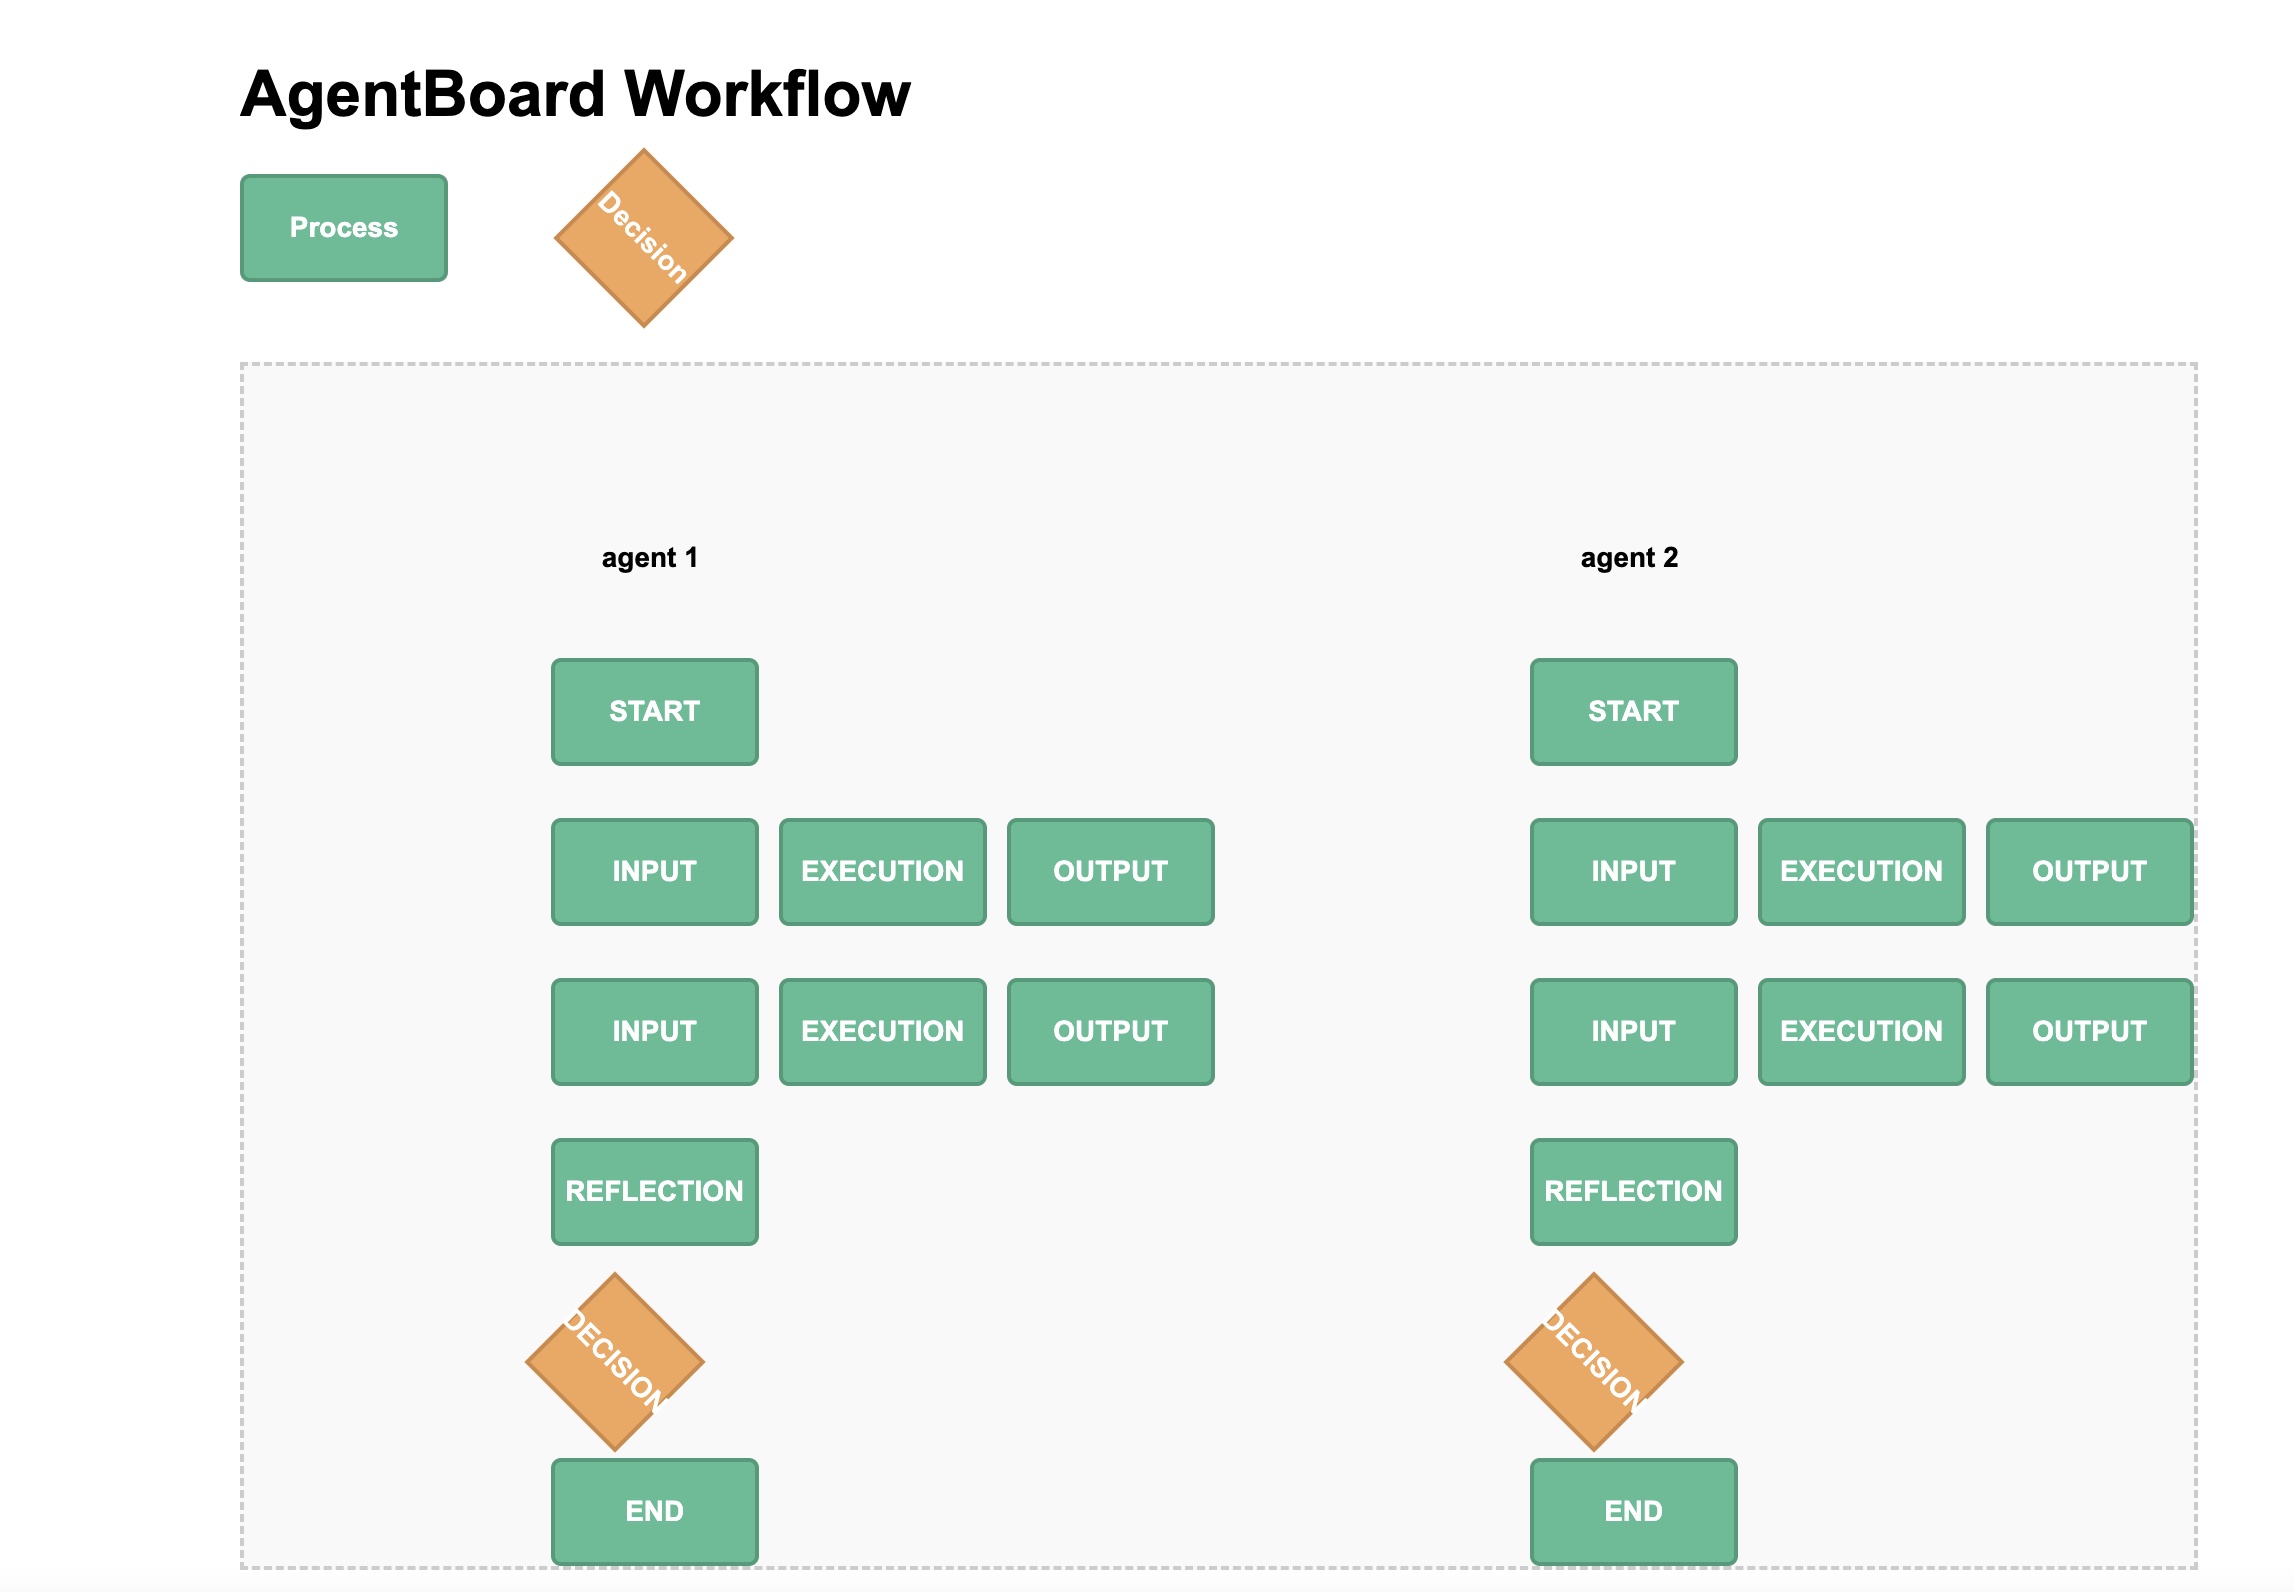 AgentBoard Workflow
Process
Decision
agent 1
agent 2
START
START
INPUT EXECUTION OUTPUT
INPUT EXECUTION OUTPUT
INPUT EXECUTION OUTPUT
INPUT EXECUTION OUTPUT
REFLECTION
REFLECTION
DECISION
DECISION
END
END